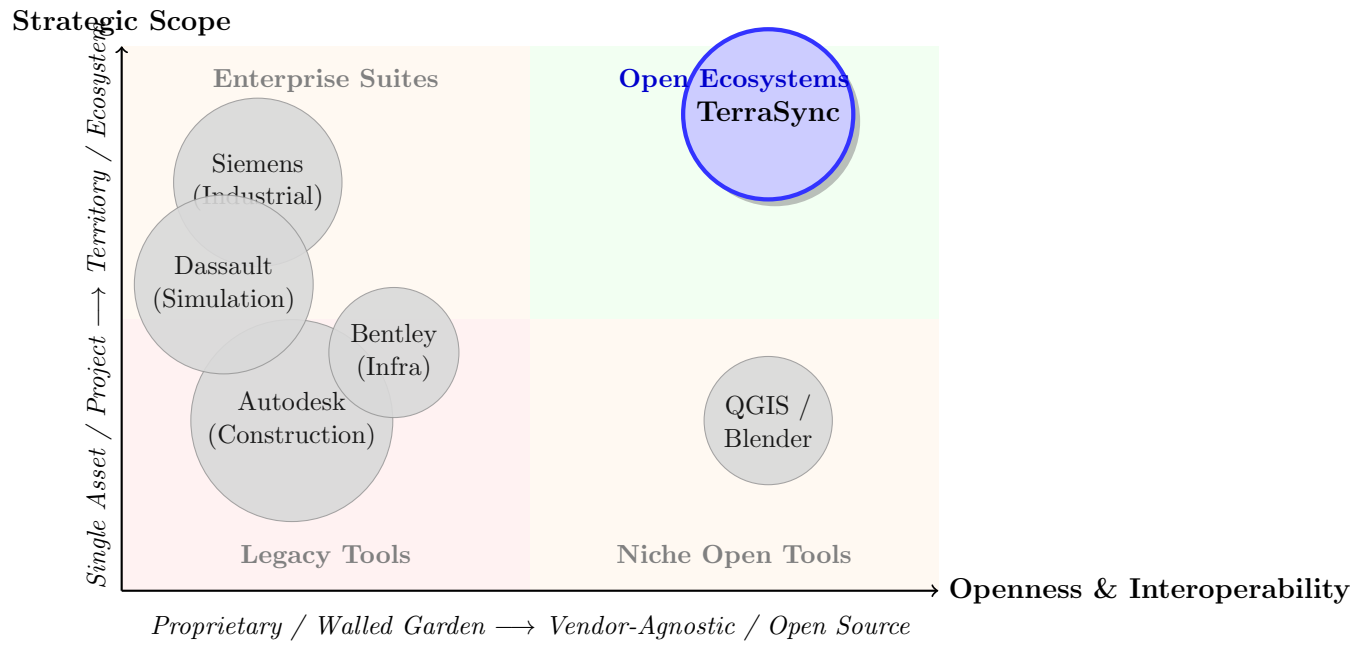 Strategic Scope
Single Asset / Project ⟶ Territory / Ecosystem
Enterprise Suites
Open Ecosystems
TerraSync
Siemens
(Industrial)
Dassault
(Simulation)
Bentley
(Infra)
Autodesk
(Construction)
QGIS /
Blender
Legacy Tools
Niche Open Tools
Openness & Interoperability
Proprietary / Walled Garden ⟶ Vendor-Agnostic / Open Source